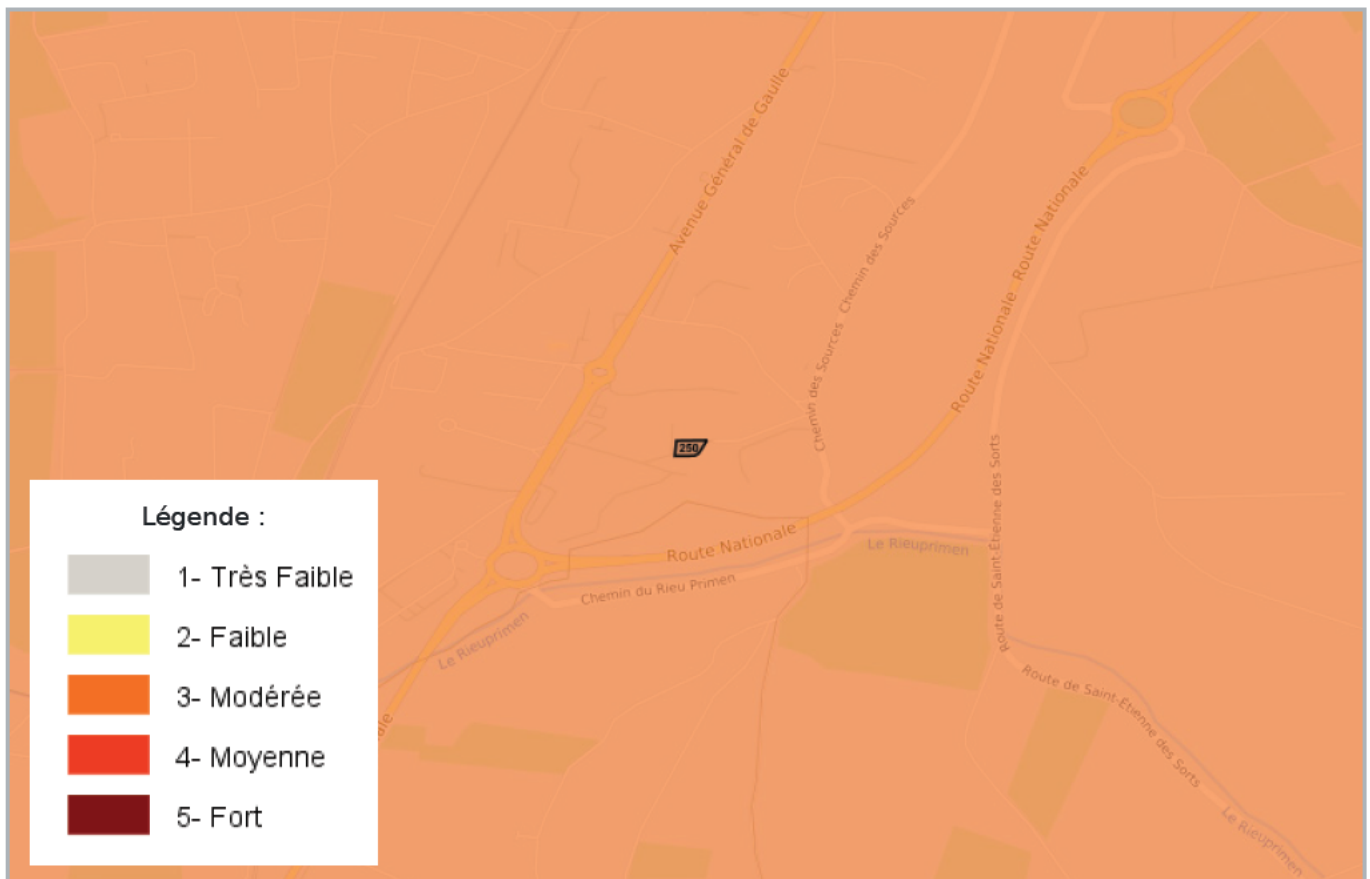 Avenue Général de Gaulle
Chemin des Sources
Chemin des Sources
Route Nationale
Route Nationale
250
Route Nationale
Le Rieuprimen
Chemin du Rieu Primen
Le Rieuprimen
Route de Saint-Étienne des Sorts
Route de Saint-Étienne des Sorts
Le Rieuprimen
ale
Légende :
1- Très Faible
2- Faible
3- Modérée
4- Moyenne
5- Fort